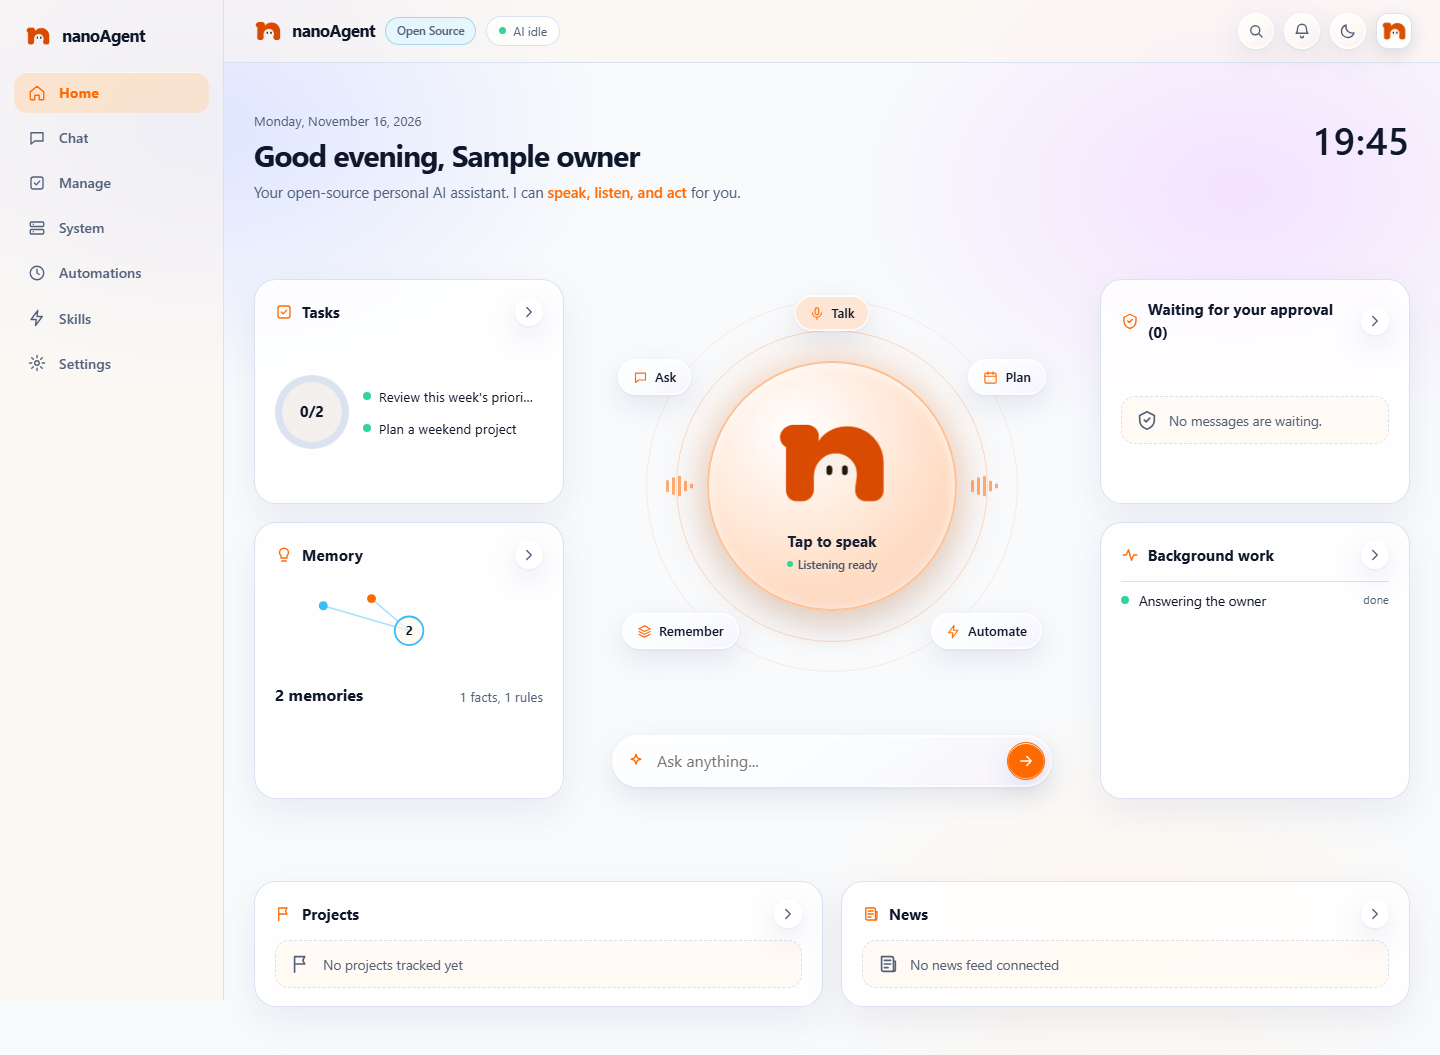 nanoAgent
Home
Chat
Manage
System
Automations
Skills
Settings
nanoAgent
Open Source
AI idle
Monday, November 16, 2026
Good evening, Sample owner
Your open-source personal AI assistant. I can speak, listen, and act for you.
19:45
Tasks
0/2
Review this week's priori...
Plan a weekend project
Memory
2
2 memories
1 facts, 1 rules
Talk
Ask
Plan
Tap to speak
Listening ready
Remember
Automate
Ask anything...
Waiting for your approval
(0)
No messages are waiting.
Background work
Answering the owner
done
Projects
No projects tracked yet
News
No news feed connected